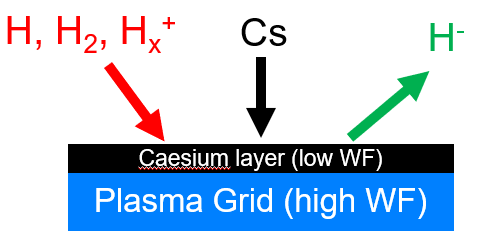 H, H₂, Hₓ⁺
Cs
H⁻
Caesium layer (low WF)
Plasma Grid (high WF)